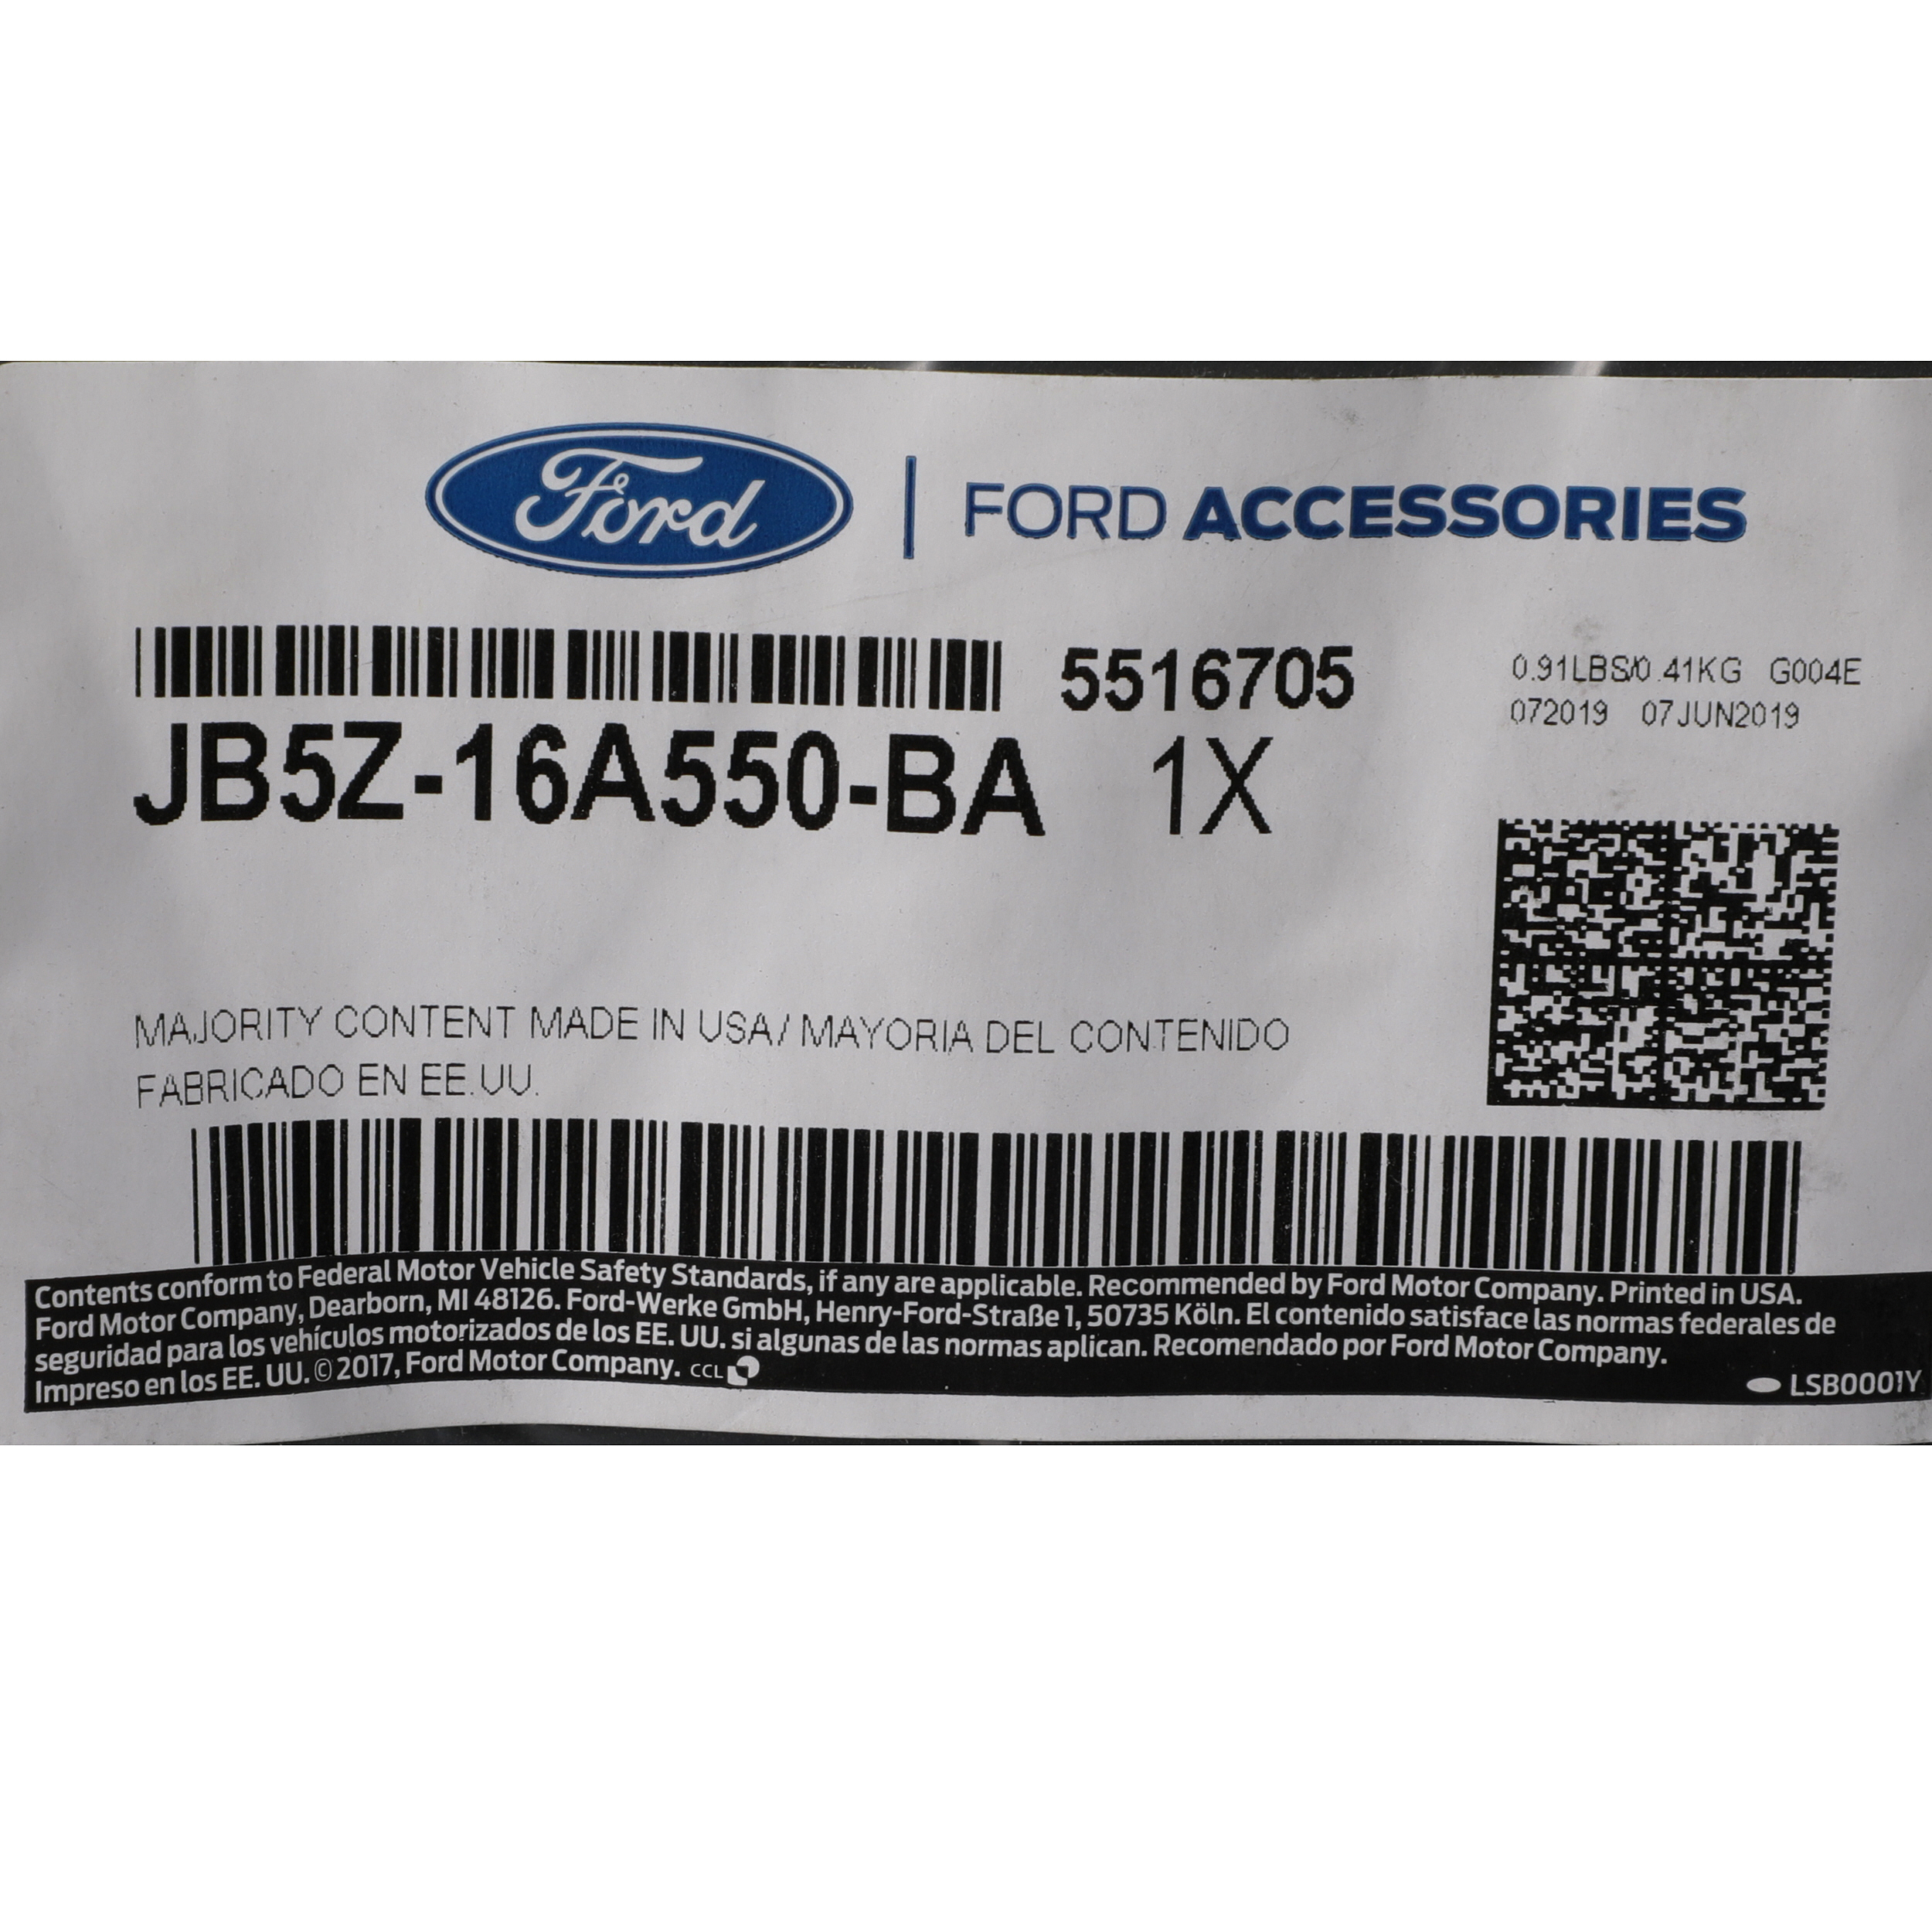 Ford
FORD ACCESSORIES
5516705
0.91LBS/0.41KG G004E
072019 07JUN2019
JB5Z-16A550-BA 1X
MAJORITY CONTENT MADE IN USA/ MAYORIA DEL CONTENIDO
FABRICADO EN EE.UU.
Contents conform to Federal Motor Vehicle Safety Standards, if any are applicable. Recommended by Ford Motor Company. Printed in USA.
Ford Motor Company, Dearborn, MI 48126. Ford-Werke GmbH, Henry-Ford-Straße 1, 50735 Köln. El contenido satisface las normas federales de
seguridad para los vehículos motorizados de los EE. UU. si algunas de las normas aplican. Recomendado por Ford Motor Company.
Impreso en los EE. UU. © 2017, Ford Motor Company. CCL
LSB0001Y